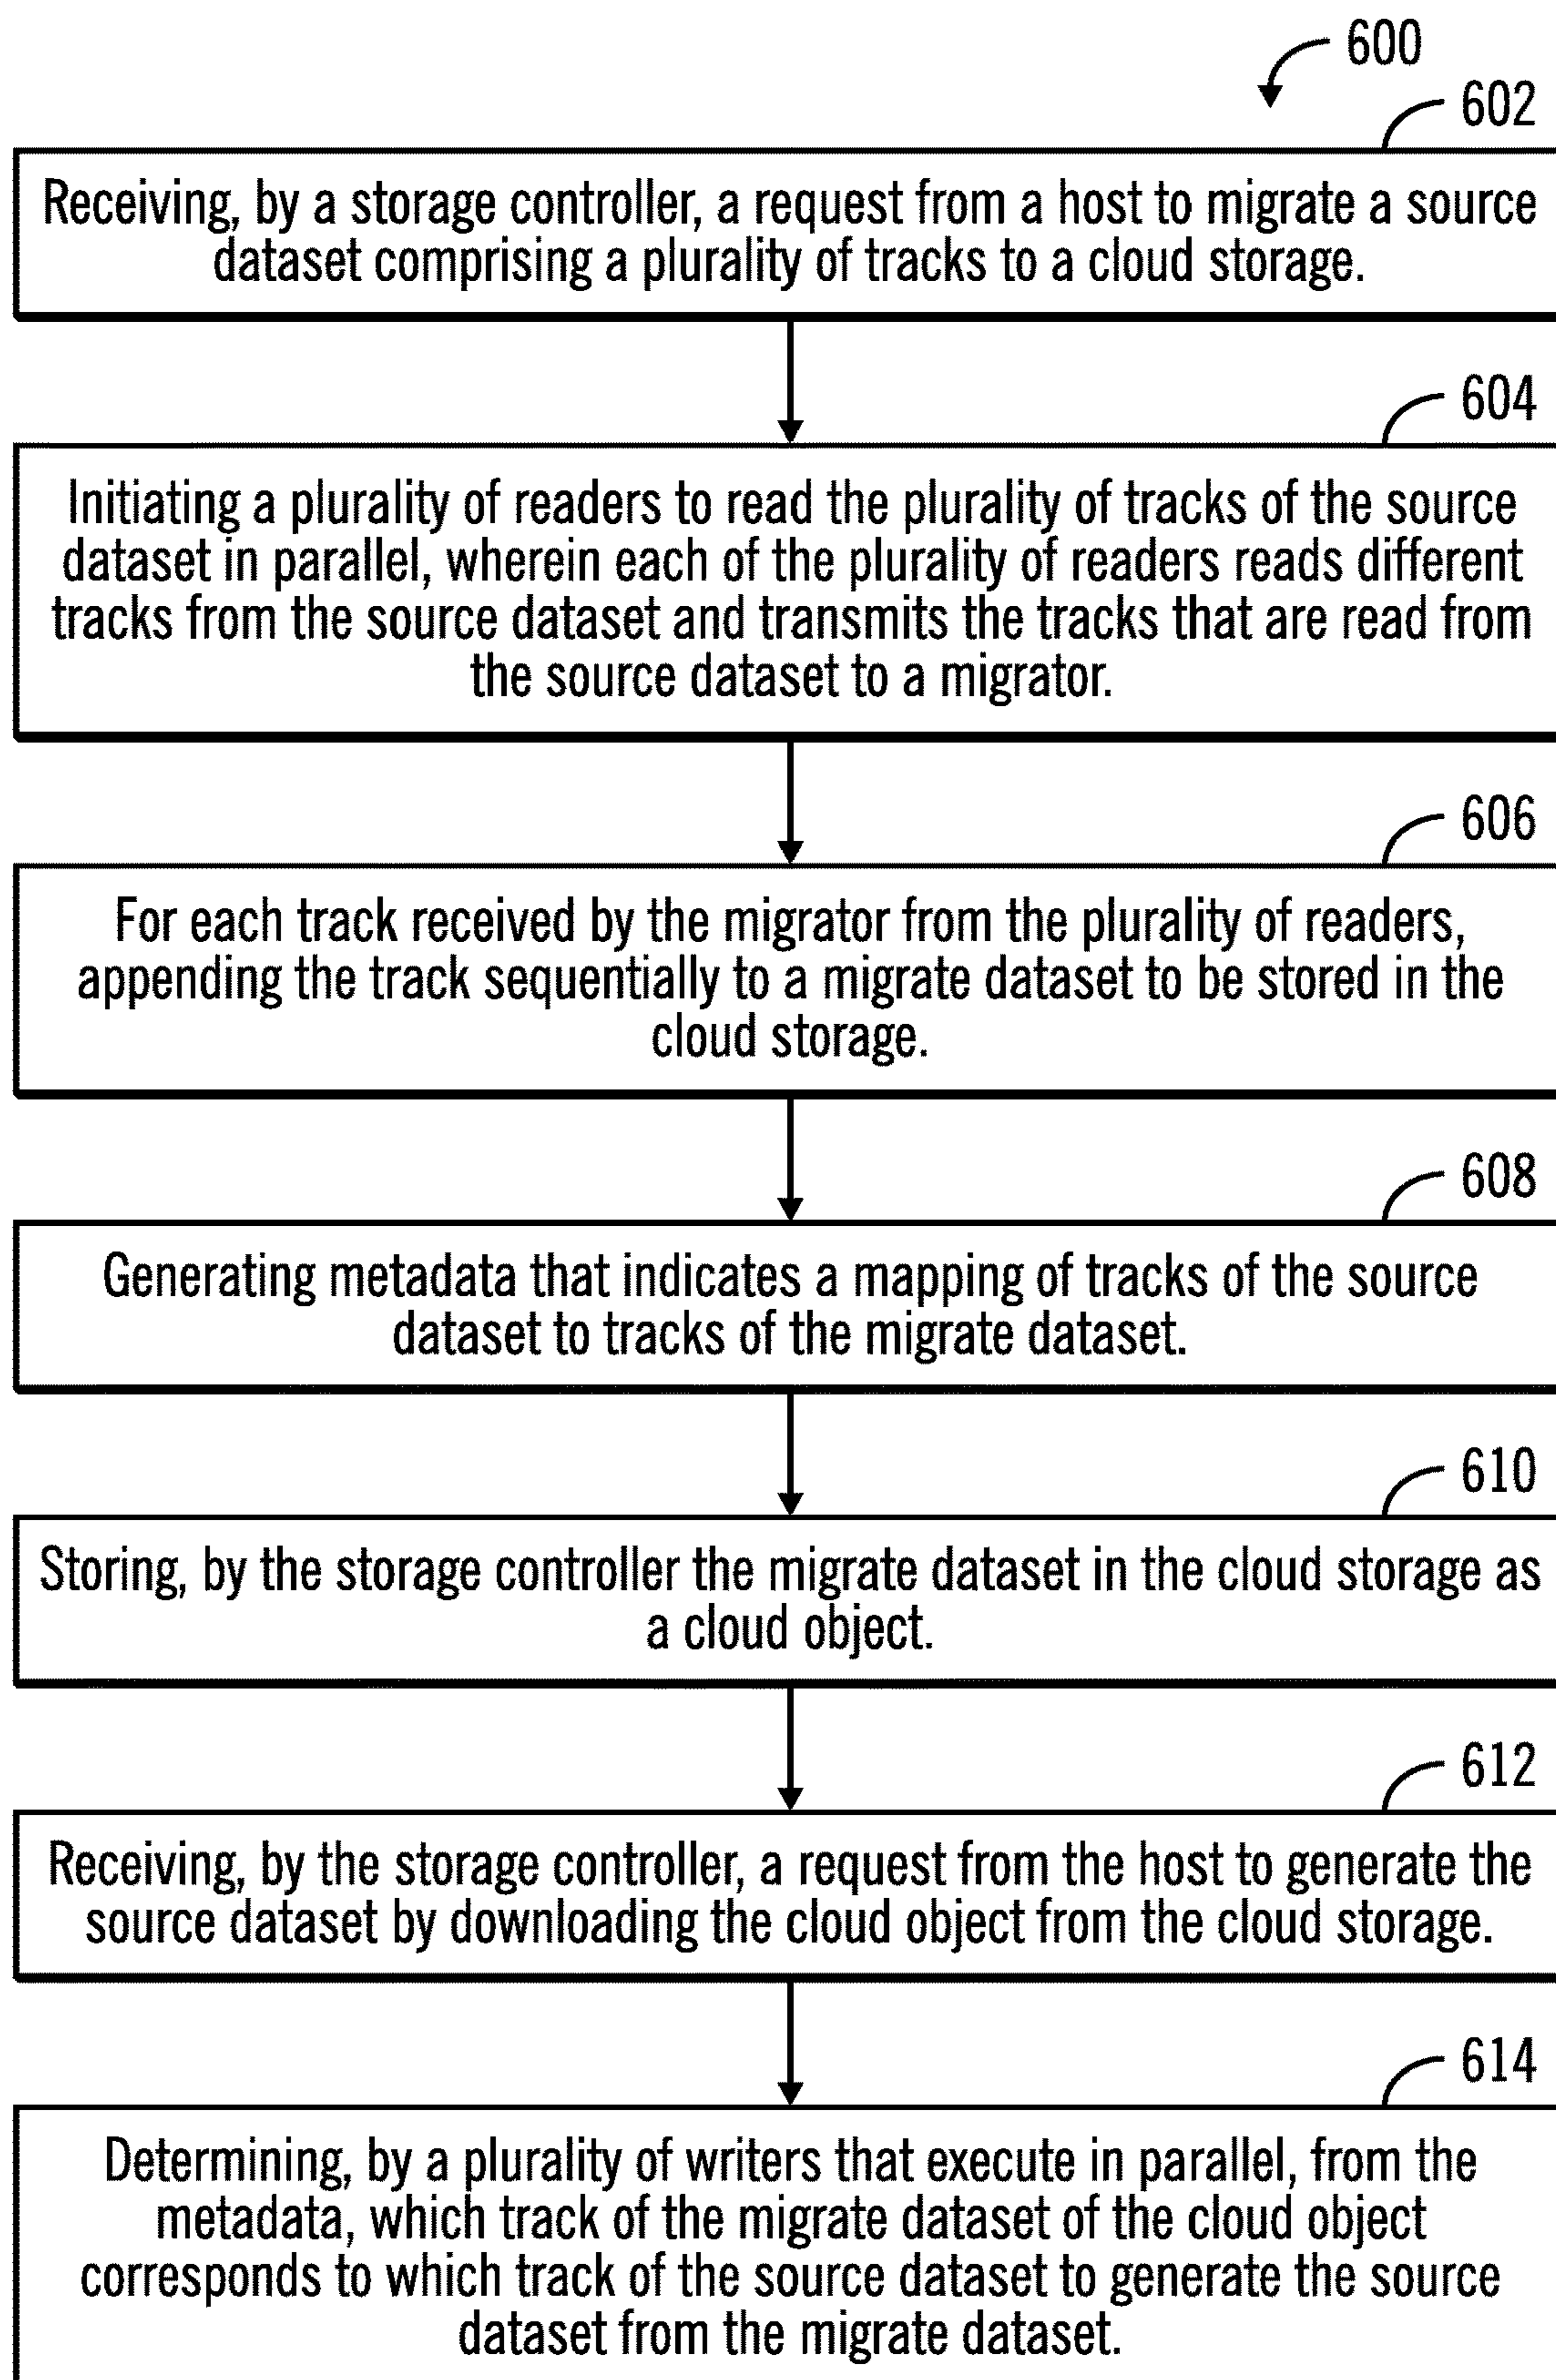 600
602
Receiving, by a storage controller, a request from a host to migrate a source
dataset comprising a plurality of tracks to a cloud storage.
604
Initiating a plurality of readers to read the plurality of tracks of the source
dataset in parallel, wherein each of the plurality of readers reads different
tracks from the source dataset and transmits the tracks that are read from
the source dataset to a migrator.
606
For each track received by the migrator from the plurality of readers,
appending the track sequentially to a migrate dataset to be stored in the
cloud storage.
608
Generating metadata that indicates a mapping of tracks of the source
dataset to tracks of the migrate dataset.
610
Storing, by the storage controller the migrate dataset in the cloud storage as
a cloud object.
612
Receiving, by the storage controller, a request from the host to generate the
source dataset by downloading the cloud object from the cloud storage.
614
Determining, by a plurality of writers that execute in parallel, from the
metadata, which track of the migrate dataset of the cloud object
corresponds to which track of the source dataset to generate the source
dataset from the migrate dataset.